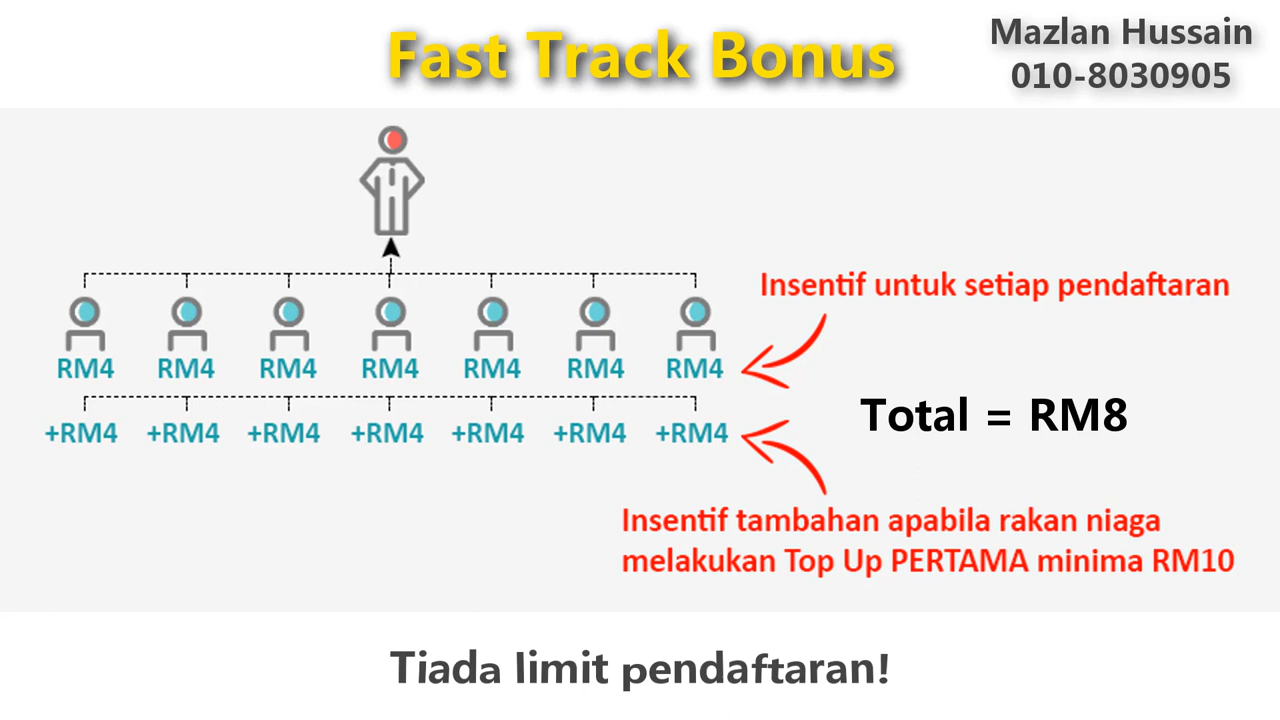 Fast Track Bonus
Mazlan Hussain
010-8030905
Insentif untuk setiap pendaftaran
RM4 RM4 RM4 RM4 RM4 RM4 RM4
Total = RM8
+RM4 +RM4 +RM4 +RM4 +RM4 +RM4 +RM4
Insentif tambahan apabila rakan niaga
melakukan Top Up PERTAMA minima RM10
Tiada limit pendaftaran!